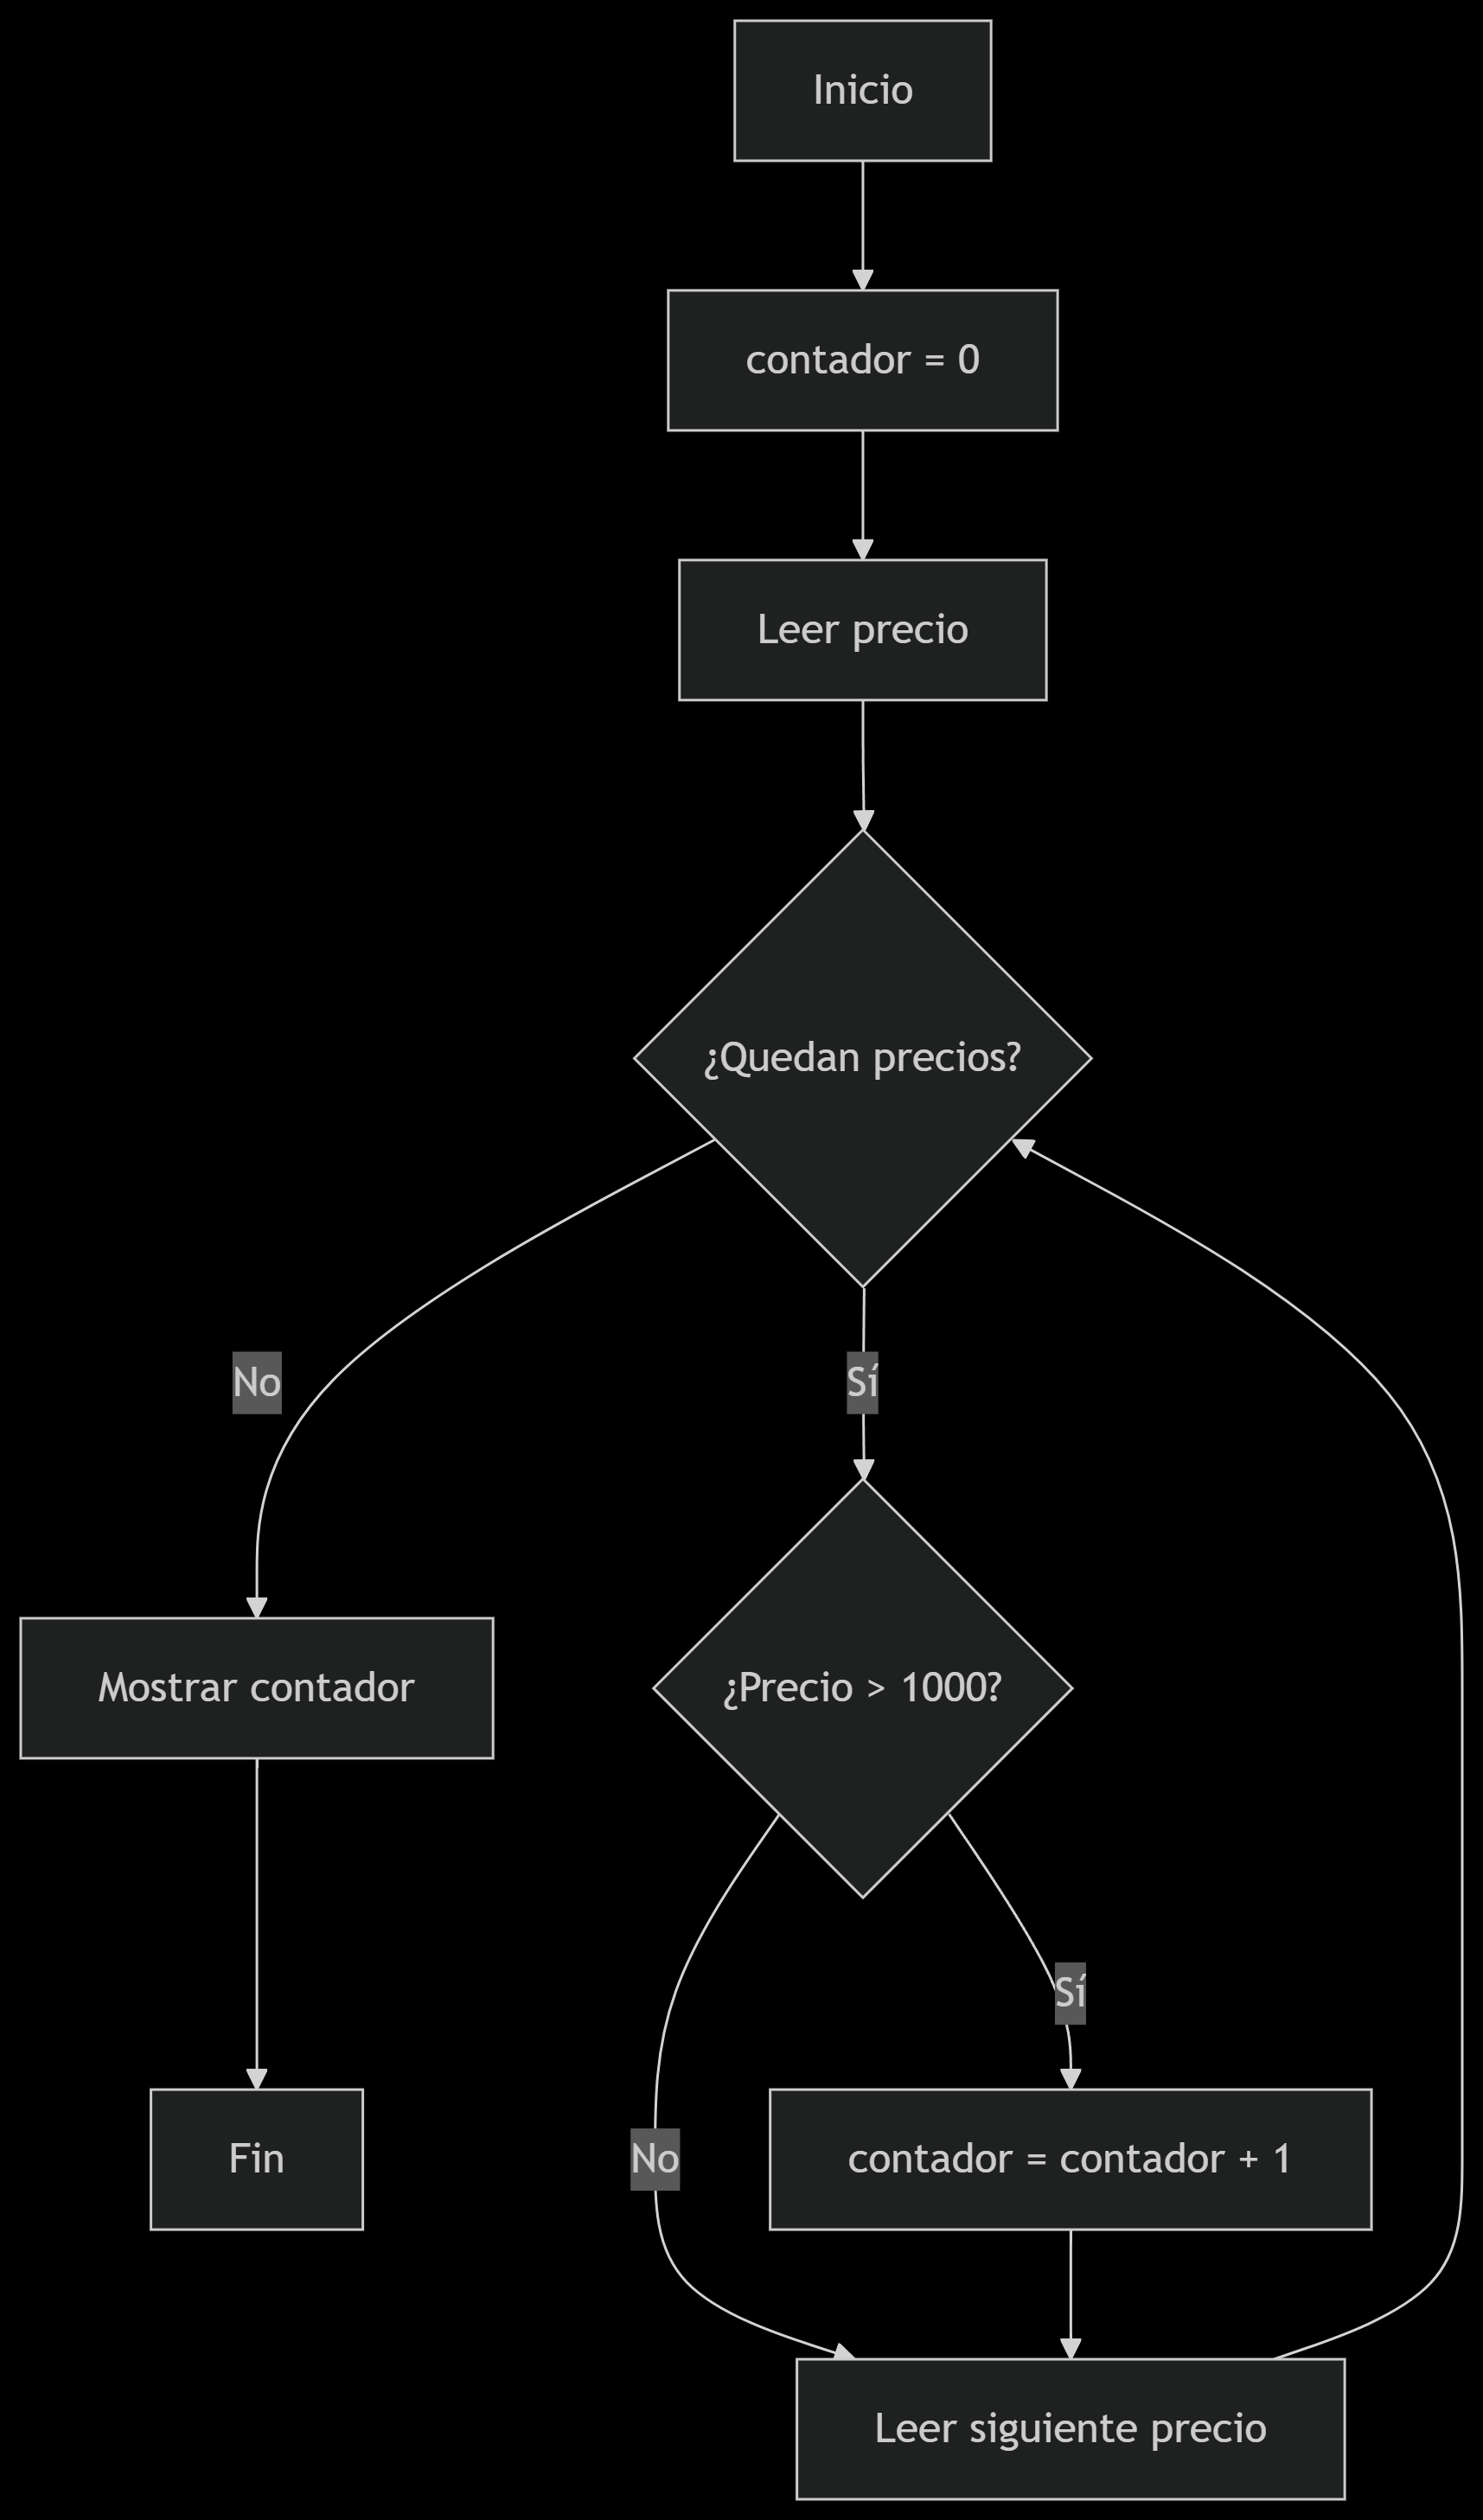 Inicio
contador = 0
Leer precio
¿Quedan precios?
No
Sí
Mostrar contador
¿Precio > 1000?
Sí
Fin
No
contador = contador + 1
Leer siguiente precio